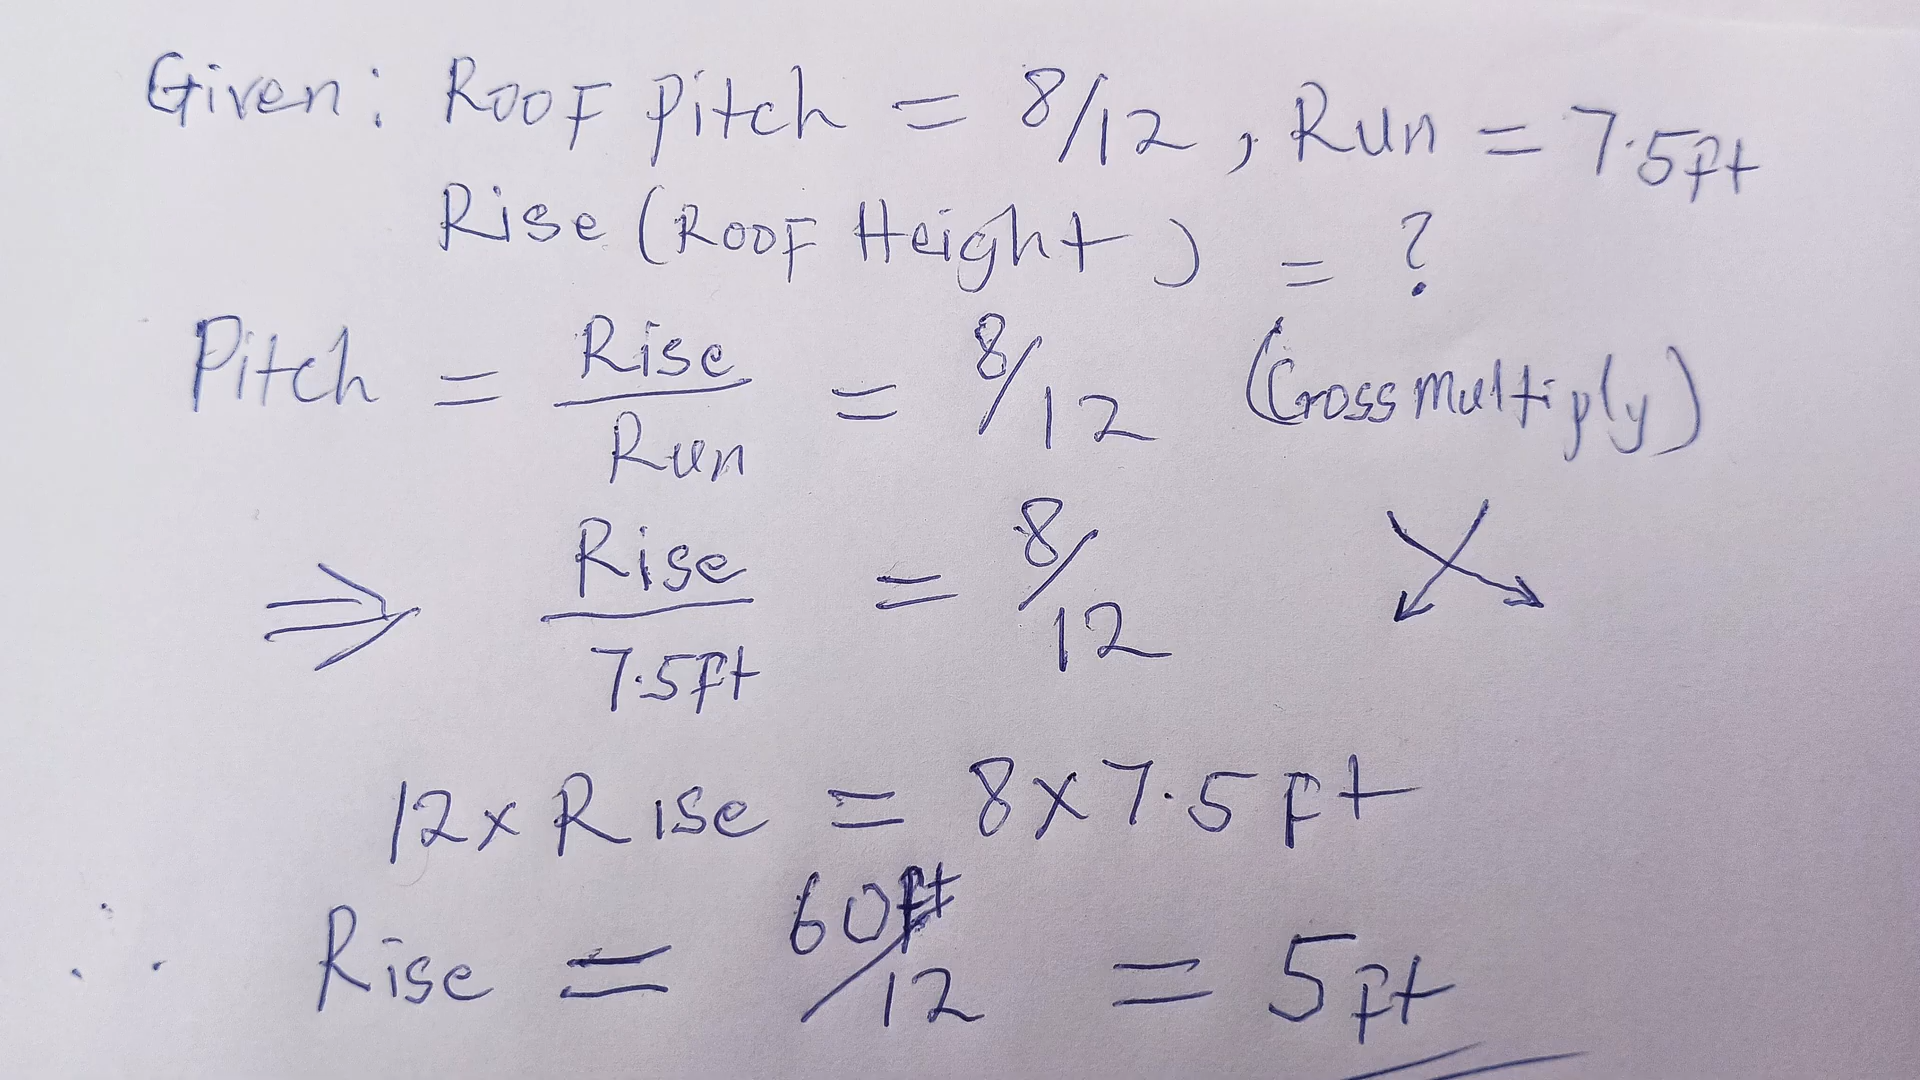 Given: Roof Pitch = 8/12, Run = 7.5ft
Rise (Roof Height) = ?
Pitch = Rise/Run = 8/12 (Cross multiply)
⇒ Rise/7.5ft = 8/12
12 x Rise = 8 x 7.5 ft
∴ Rise = 60ft/12 = 5ft